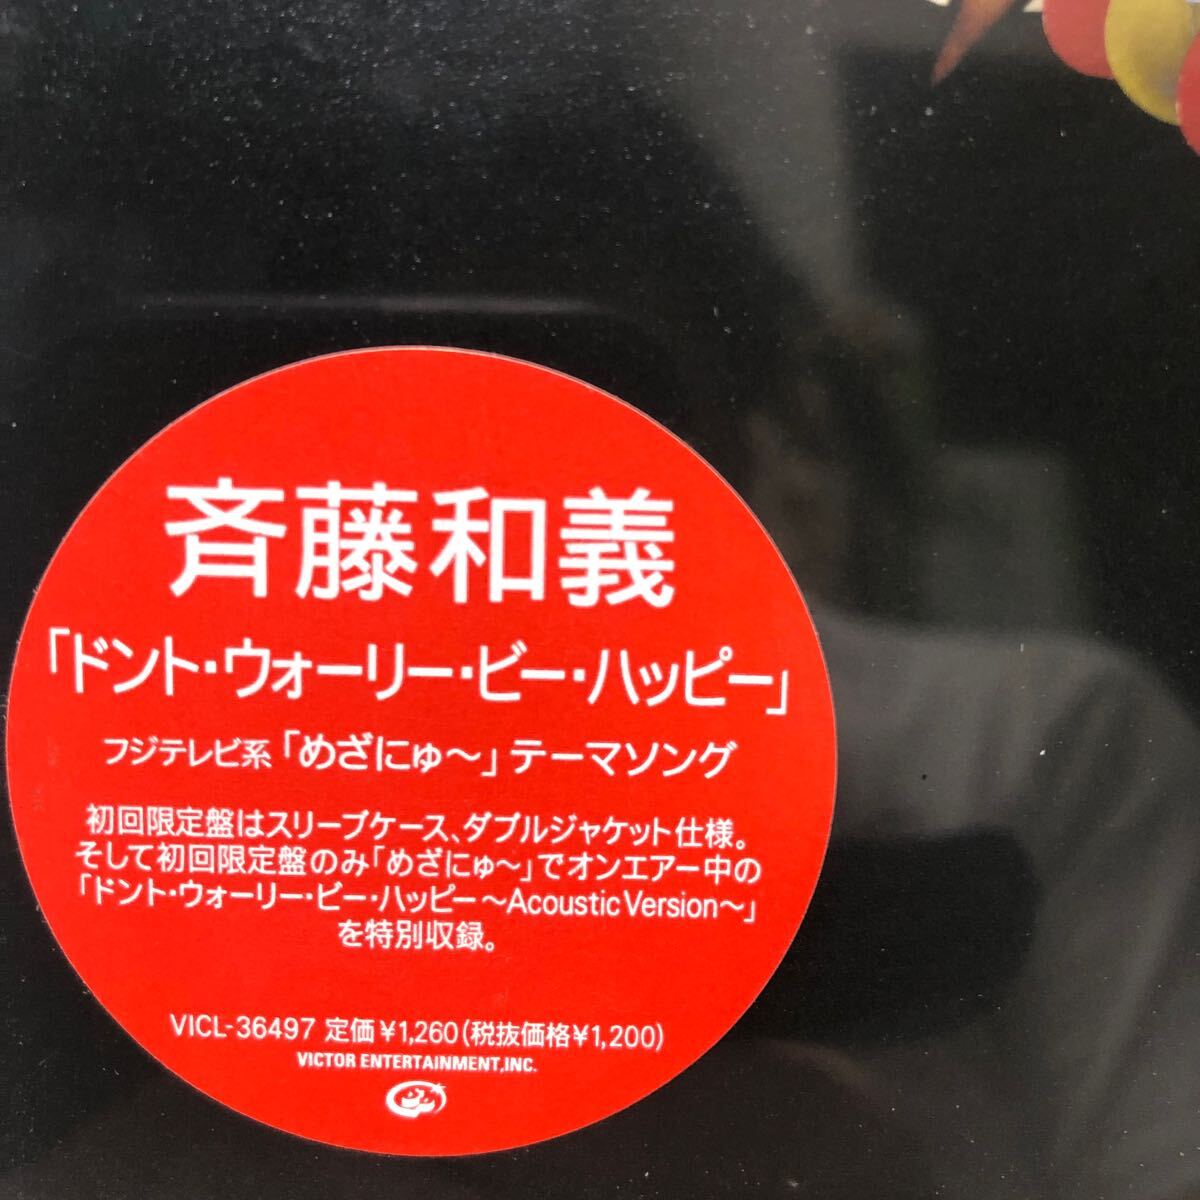 斉藤和義
「ドント・ウォーリー・ビー・ハッピー」
フジテレビ系「めざにゅ〜」テーマソング
初回限定盤はスリーブケース、ダブルジャケット仕様。
そして初回限定盤のみ「めざにゅ〜」でオンエアー中の
「ドント・ウォーリー・ビー・ハッピー〜Acoustic Version〜」
を特別収録。
VICL-36497 定価¥1,260(税抜価格¥1,200)
VICTOR ENTERTAINMENT,INC.